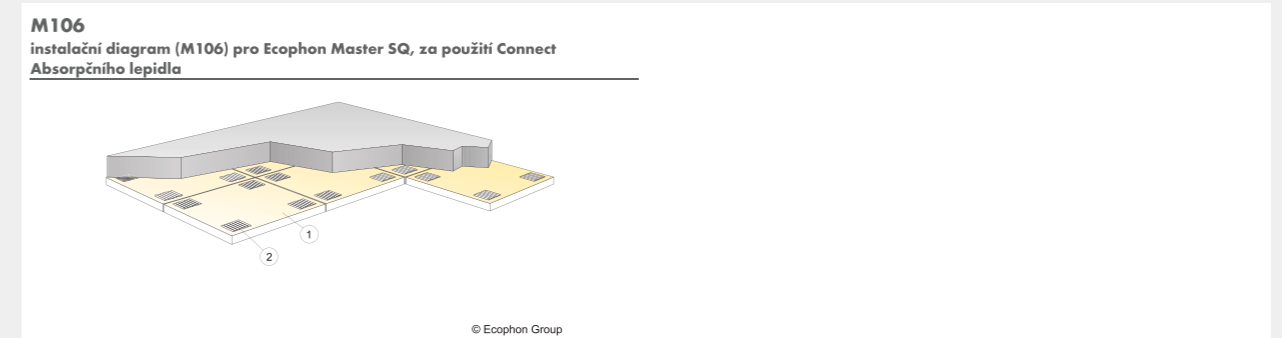 M106
instalační diagram (M106) pro Ecophon Master SQ, za použití Connect
Absorpčního lepidla
1
2
© Ecophon Group